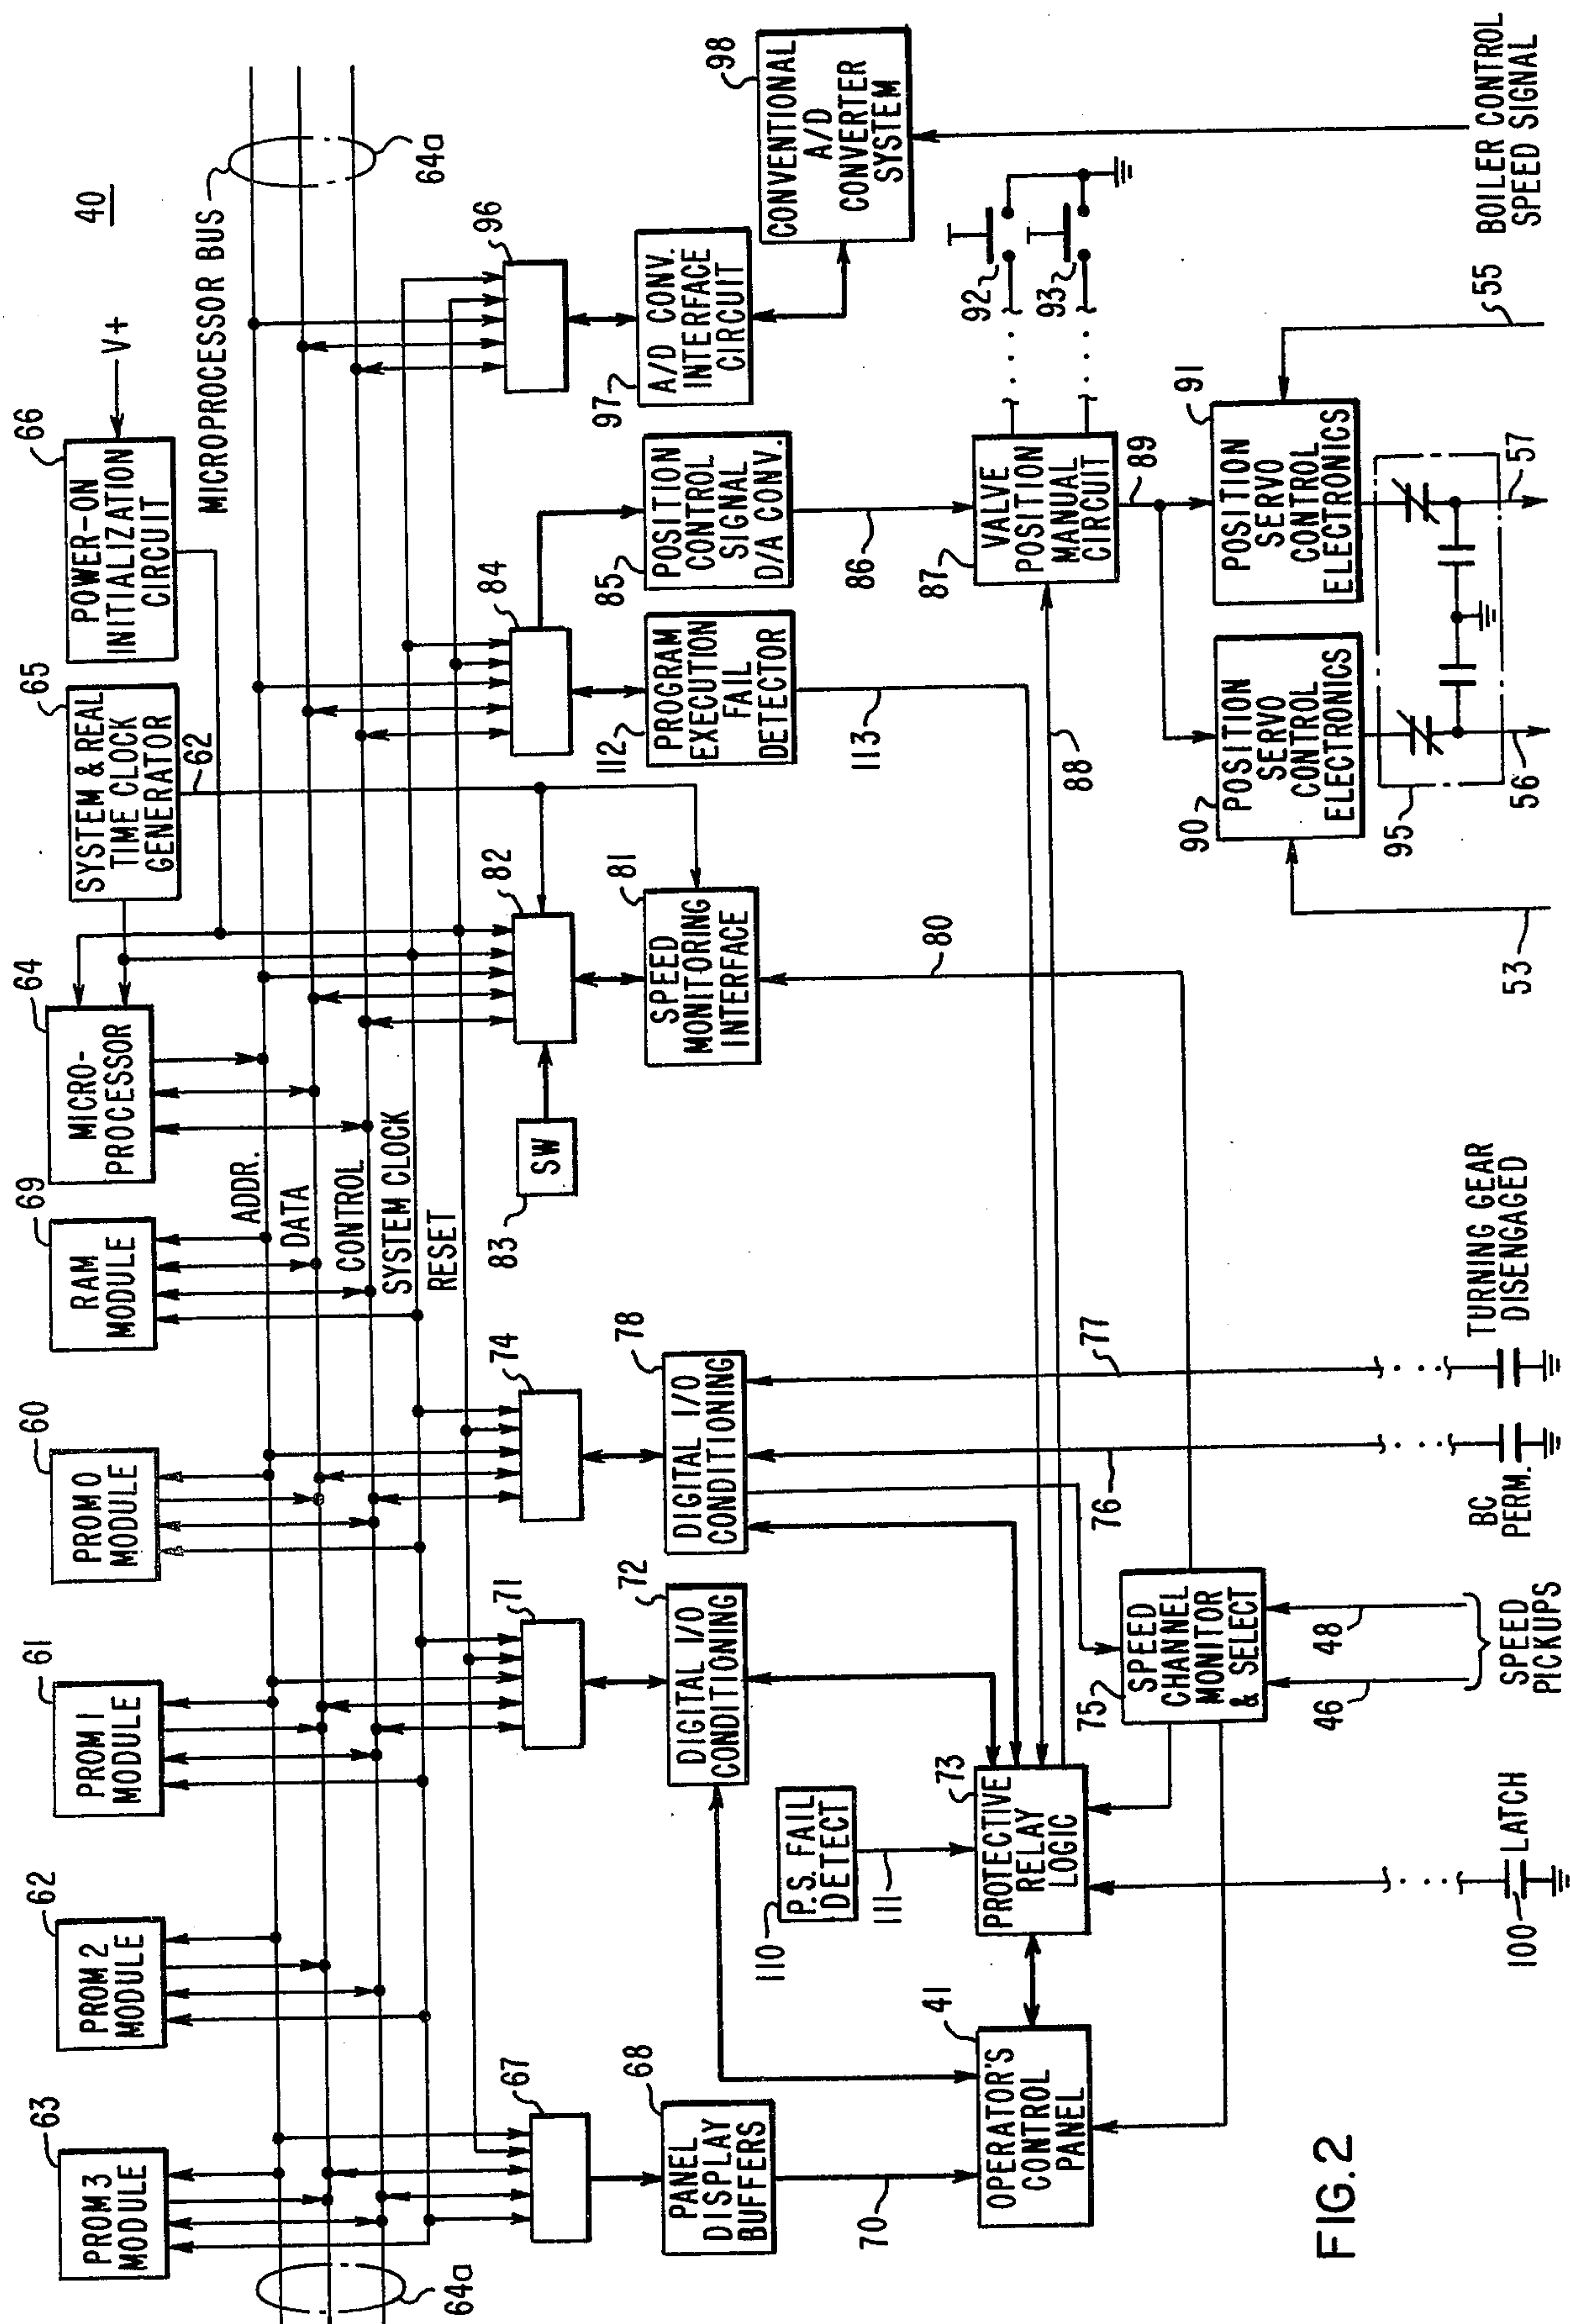 40
63
PROM 3
MODULE
62
PROM 2
MODULE
61
PROM 1
MODULE
60
PROM 0
MODULE
69
RAM
MODULE
64
MICRO-
PROCESSOR
65
SYSTEM & REAL
TIME CLOCK
GENERATOR
66
POWER-ON
INITIALIZATION
CIRCUIT
V+
62
MICROPROCESSOR BUS
64a
64a
ADDR.
DATA
CONTROL
SYSTEM CLOCK
RESET
67
71
74
83
SW
82
84
96
68
PANEL
DISPLAY
BUFFERS
72
DIGITAL I/O
CONDITIONING
78
DIGITAL I/O
CONDITIONING
81
SPEED
MONITORING
INTERFACE
112
PROGRAM
EXECUTION
FAIL
DETECTOR
85
POSITION
CONTROL
SIGNAL
D/A CONV.
97
A/D CONV.
INTERFACE
CIRCUIT
98
CONVENTIONAL
A/D
CONVERTER
SYSTEM
70
110
P.S. FAIL
DETECT
111
113
86
80
88
41
OPERATOR'S
CONTROL
PANEL
73
PROTECTIVE
RELAY
LOGIC
75
SPEED
CHANNEL
MONITOR
& SELECT
76
77
87
VALVE
POSITION
MANUAL
CIRCUIT
92
93
89
90
POSITION
SERVO
CONTROL
ELECTRONICS
91
POSITION
SERVO
CONTROL
ELECTRONICS
95
53
56
57
55
100
LATCH
46
48
SPEED
PICKUPS
BC
PERM.
TURNING GEAR
DISENGAGED
BOILER CONTROL
SPEED SIGNAL
FIG. 2